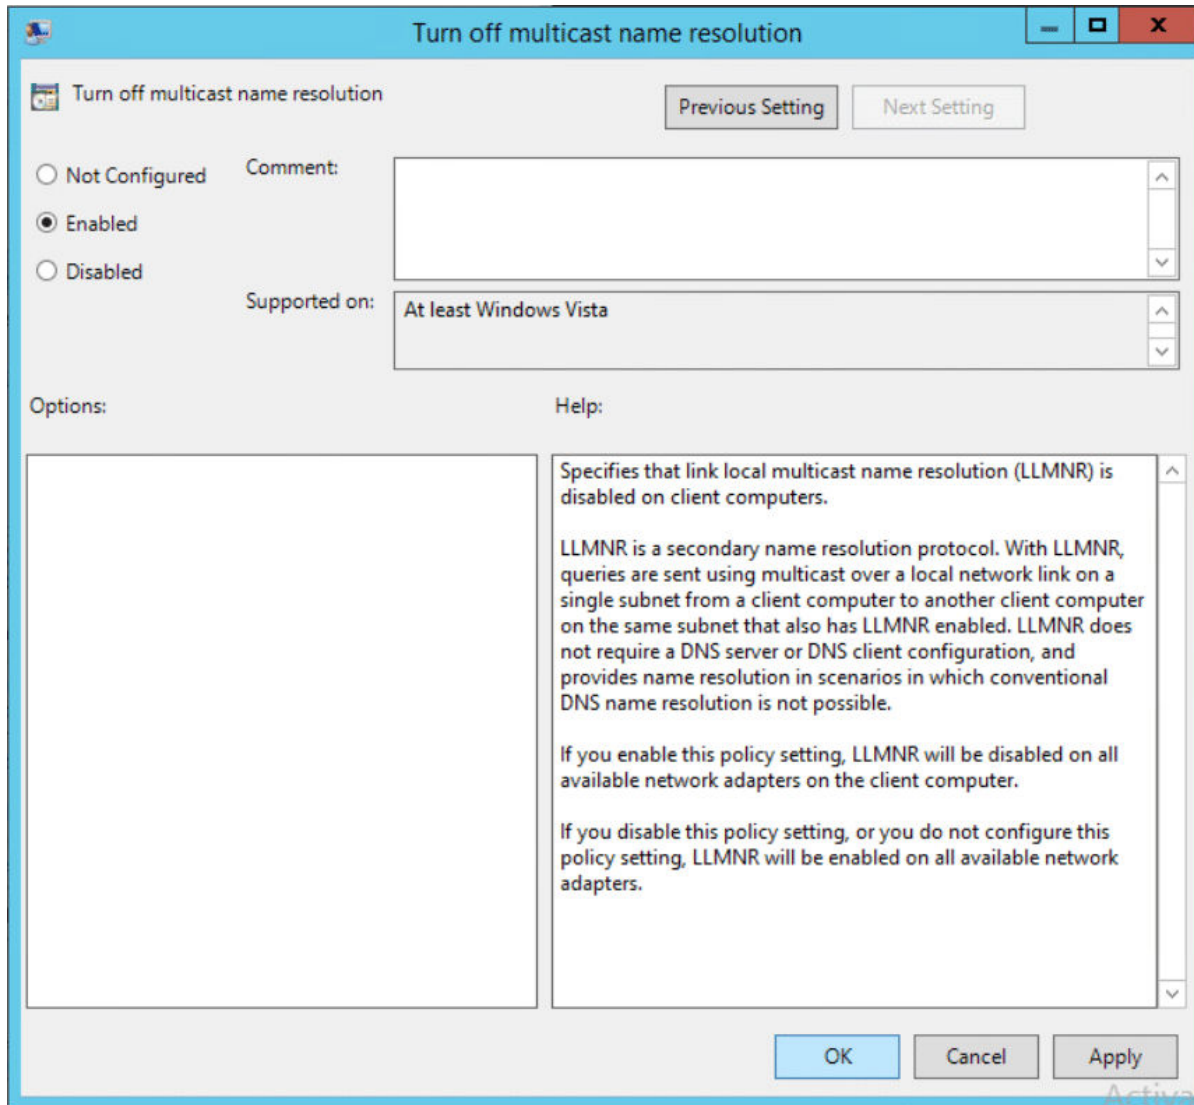 Turn off multicast name resolution
Turn off multicast name resolution
Previous Setting
Next Setting
Not Configured
Comment:
Enabled
Disabled
Supported on:
At least Windows Vista
Options:
Help:
Specifies that link local multicast name resolution (LLMNR) is
disabled on client computers.
LLMNR is a secondary name resolution protocol. With LLMNR,
queries are sent using multicast over a local network link on a
single subnet from a client computer to another client computer
on the same subnet that also has LLMNR enabled. LLMNR does
not require a DNS server or DNS client configuration, and
provides name resolution in scenarios in which conventional
DNS name resolution is not possible.
If you enable this policy setting, LLMNR will be disabled on all
available network adapters on the client computer.
If you disable this policy setting, or you do not configure this
policy setting, LLMNR will be enabled on all available network
adapters.
OK
Cancel
Apply
Activa